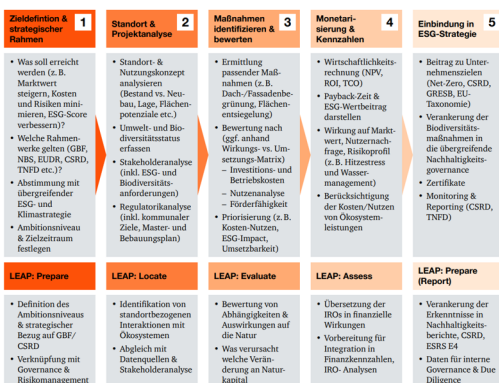 Zieldefintion &
strategischer
Rahmen
1
• Was soll erreicht
werden (z. B.
Marktwert
steigern, Kosten
und Risiken mini-
mieren, ESG-Score
verbessern)?
• Welche Rahmen-
werke gelten (GBF,
NBS, EUDR, CSRD,
TNFD etc.)?
• Abstimmung mit
übergreifender
ESG- und
Klimastrategie
• Ambitionsniveau
& Zielzeitraum
festlegen
LEAP: Prepare
• Definition des
Ambitionsniveaus
& strategischer
Bezug auf GBF/
CSRD
• Verknüpfung mit
Governance &
Risikomanagement
Standort &
Projektanalyse
2
• Standort- &
Nutzungskonzept
analysieren
(Bestand vs. Neu-
bau, Lage, Flächen-
potenziale etc.)
• Umwelt- und Bio-
diversitätsstatus
erfassen
• Stakeholderanalyse
(inkl. ESG- und
Biodiversitäts-
anforderungen)
• Regulatorikanalyse
(inkl. kommunaler
Ziele, Master- und
Bebauungsplan)
LEAP: Locate
• Identifikation von
standortbezogenen
Interaktionen mit
Ökosystemen
• Abgleich mit
Datenquellen &
Stakeholderanalyse
Maßnahmen
identifizieren &
bewerten
3
• Ermittlung
passender Maß-
nahmen (z. B.
Dach-/Fassadenbe-
grünung, Flächen-
entsiegelung)
• Bewertung nach
(ggf. anhand
Wirkungs- vs. Um-
setzungs-Matrix)
– Investitions- und
Betriebskosten
– Nutzenanalyse
– Förderfähigkeit
• Priorisierung (z. B.
Kosten-Nutzen,
ESG-Impact,
Umsetzbarkeit)
LEAP: Evaluate
• Bewertung von
Abhängigkeiten &
Auswirkungen auf
die Natur
• Was verursacht
welche Verän-
derung an Natur-
kapital
Monetari-
sierung &
Kennzahlen
4
• Wirtschaftlichkeits-
rechnung (NPV,
ROI, TCO)
• Payback-Zeit &
ESG-Wertbeitrag
darstellen
• Wirkung auf Markt-
wert, Nutzernach-
frage, Risikoprofil
(z. B. Hitzestress
und Wasser-
management)
• Berücksichtigung
der Kosten/Nutzen
von Ökosystem-
leistungen
LEAP: Assess
• Übersetzung der
IROs in finanzielle
Wirkungen
• Vorbereitung für
Integration in
Finanzkennzahlen,
IRO- Analysen
Einbindung in
ESG-Strategie
5
• Beitrag zu Unter-
nehmenszielen
(Net-Zero, CSRD,
GRESB, EU-
Taxonomie)
• Verankerung der
Biodiversitäts-
maßnahmen in
die übergreifende
Nachhaltigkeits-
governance
• Zertifikate
• Monitoring &
Reporting (CSRD,
TNFD)
LEAP: Prepare
(Report)
• Verankerung der
Erkenntnisse in
Nachhaltigkeits-
berichte, CSRD,
ESRS E4
• Daten für interne
Governance & Due
Diligence